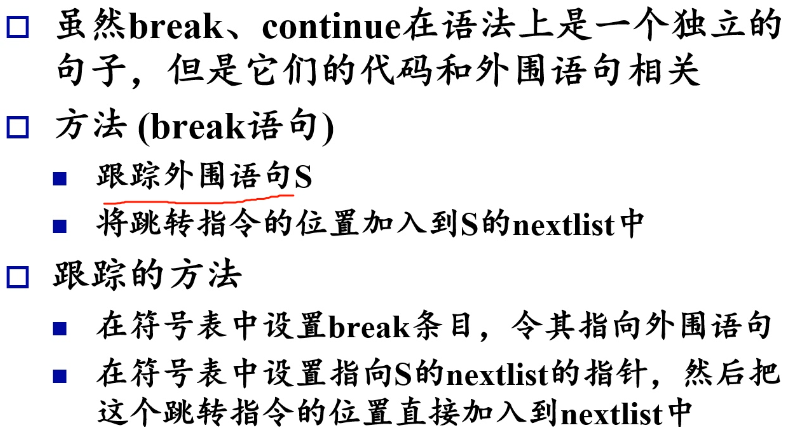 虽然break、continue在语法上是一个独立的
句子，但是它们的代码和外围语句相关
方法 (break语句)
跟踪外围语句S
将跳转指令的位置加入到S的nextlist中
跟踪的方法
在符号表中设置break条目，令其指向外围语句
在符号表中设置指向S的nextlist的指针，然后把
这个跳转指令的位置直接加入到nextlist中